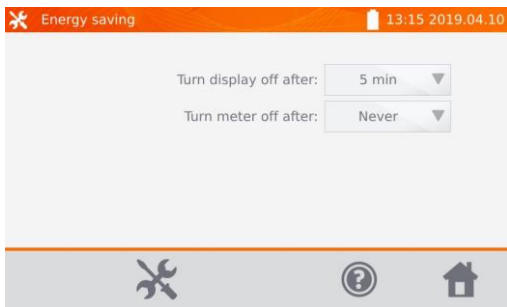 Energy saving 13:15 2019.04.10
Turn display off after: 5 min
Turn meter off after: Never